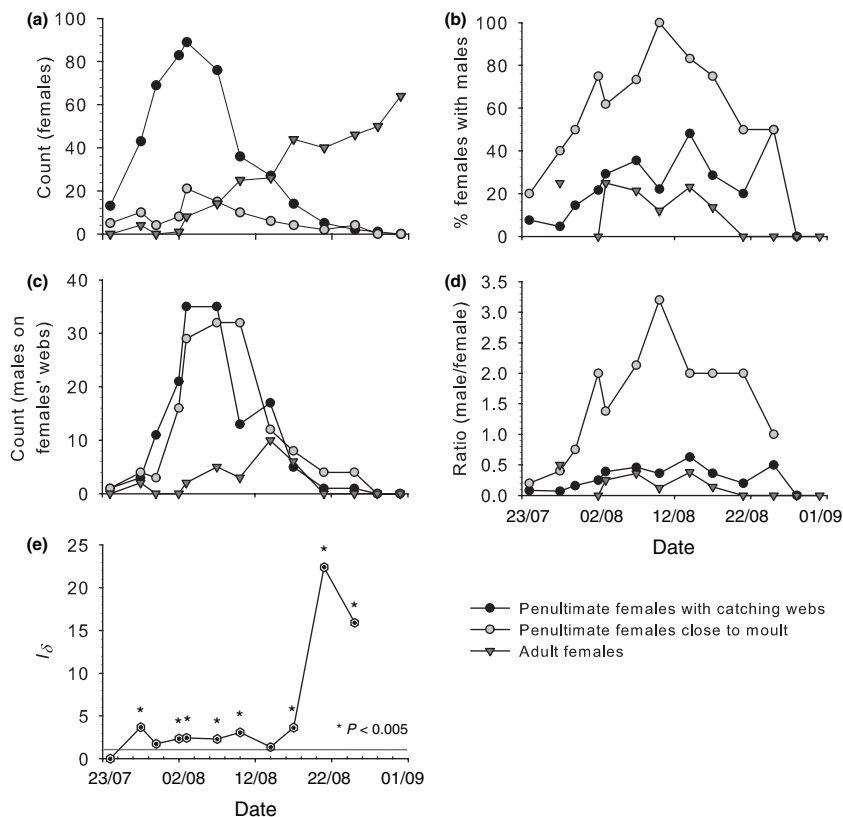 (a)
Count (females)
100
80
60
40
20
0
(b)
% females with males
100
80
60
40
20
0
(c)
Count (males on
females' webs)
40
30
20
10
0
(d)
Ratio (male/female)
3.5
3.0
2.5
2.0
1.5
1.0
0.5
0.0
23/07 02/08 12/08 22/08 01/09
Date
(e)
Iδ
25
20
15
10
5
0
* * * * * * * *
* P < 0.005
23/07 02/08 12/08 22/08 01/09
Date
Penultimate females with catching webs
Penultimate females close to moult
Adult females